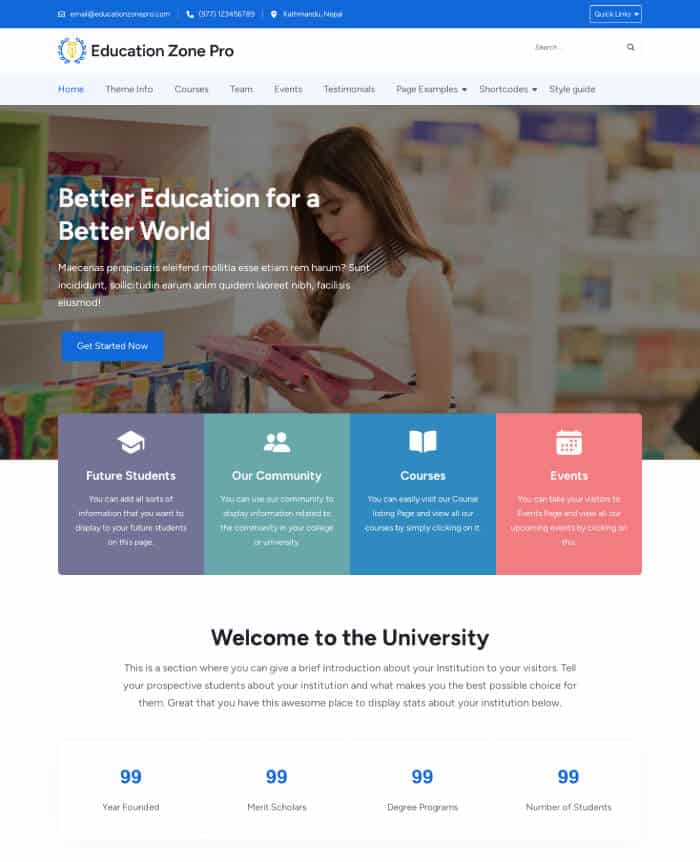 email@educationzonepro.com (977) 123456789 Kathmandu, Nepal Quick Links
Education Zone Pro
Search...
Home Theme Info Courses Team Events Testimonials Page Examples Shortcodes Style guide
Better Education for a
Better World
Maecenas perspiciatis eleifend mollitia esse etiam rem harum? Sunt
incididunt, sollicitudin earum anim quidem laoreet nibh, facilisis
eiusmod!
Get Started Now
Future Students
You can add all sorts of
information that you want to
display to your future students
on this page.
Our Community
You can use our community to
display information related to
the community in your college
or university.
Courses
You can easily visit our Course
listing Page and view all our
courses by simply clicking on it.
Events
You can take your visitors to
Events Page and view all our
upcoming events by clicking on
this.
Welcome to the University
This is a section where you can give a brief introduction about your Institution to your visitors. Tell
your prospective students about your institution and what makes you the best possible choice for
them. Great that you have this awesome place to display stats about your institution below.
99 99 99 99
Year Founded Merit Scholars Degree Programs Number of Students